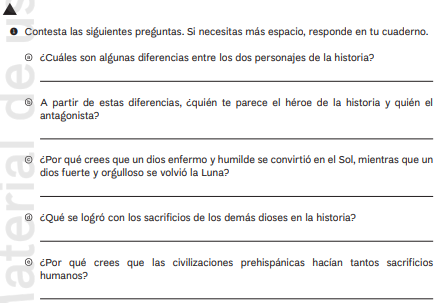 ❶ Contesta las siguientes preguntas. Si necesitas más espacio, responde en tu cuaderno.
ⓐ ¿Cuáles son algunas diferencias entre los dos personajes de la historia?
ⓑ A partir de estas diferencias, ¿quién te parece el héroe de la historia y quién el
antagónista?
ⓒ ¿Por qué crees que un dios enfermo y humilde se convirtió en el Sol, mientras que un
dios fuerte y orgulloso se volvió la Luna?
ⓓ ¿Qué se logró con los sacrificios de los demás dioses en la historia?
ⓔ ¿Por qué crees que las civilizaciones prehispánicas hacían tantos sacrificios
humanos?
Material de us